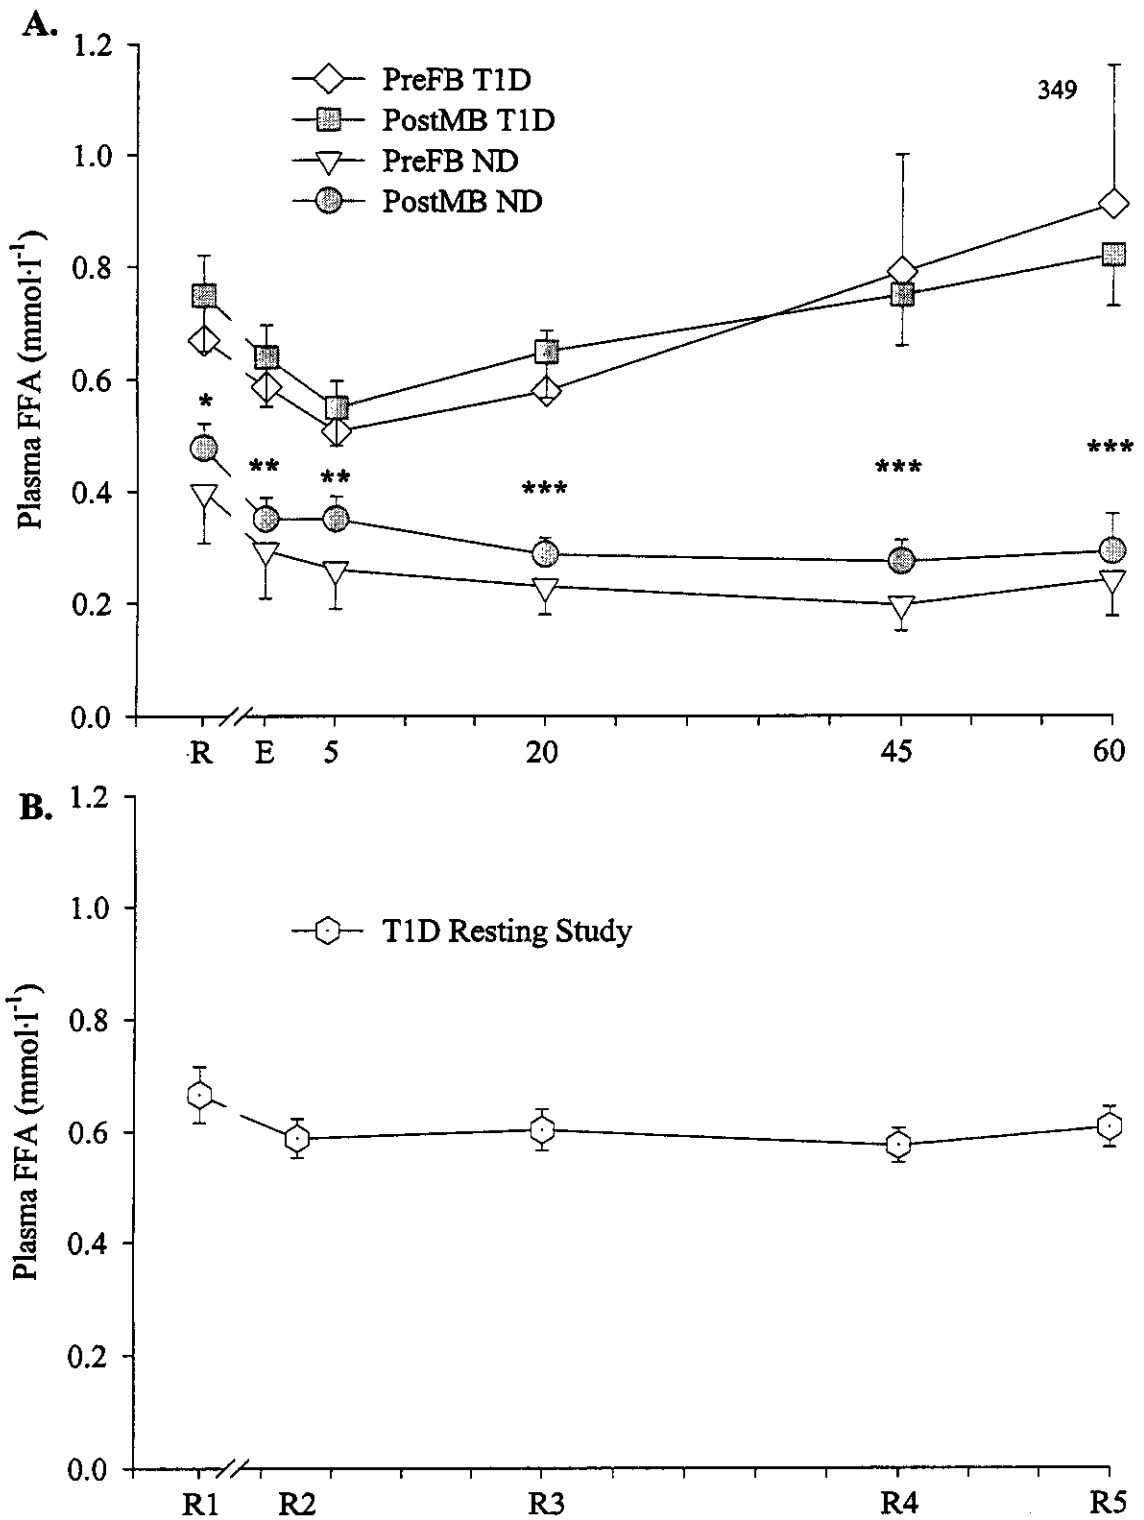 A.
1.2
PreFB T1D
349
PostMB T1D
1.0
PreFB ND
PostMB ND
Plasma FFA (mmol·l⁻¹)
0.8
0.6
*
**
**
***
***
***
0.4
0.2
0.0
R E 5 20 45 60
B.
1.2
1.0
T1D Resting Study
Plasma FFA (mmol·l⁻¹)
0.8
0.6
0.4
0.2
0.0
R1 R2 R3 R4 R5